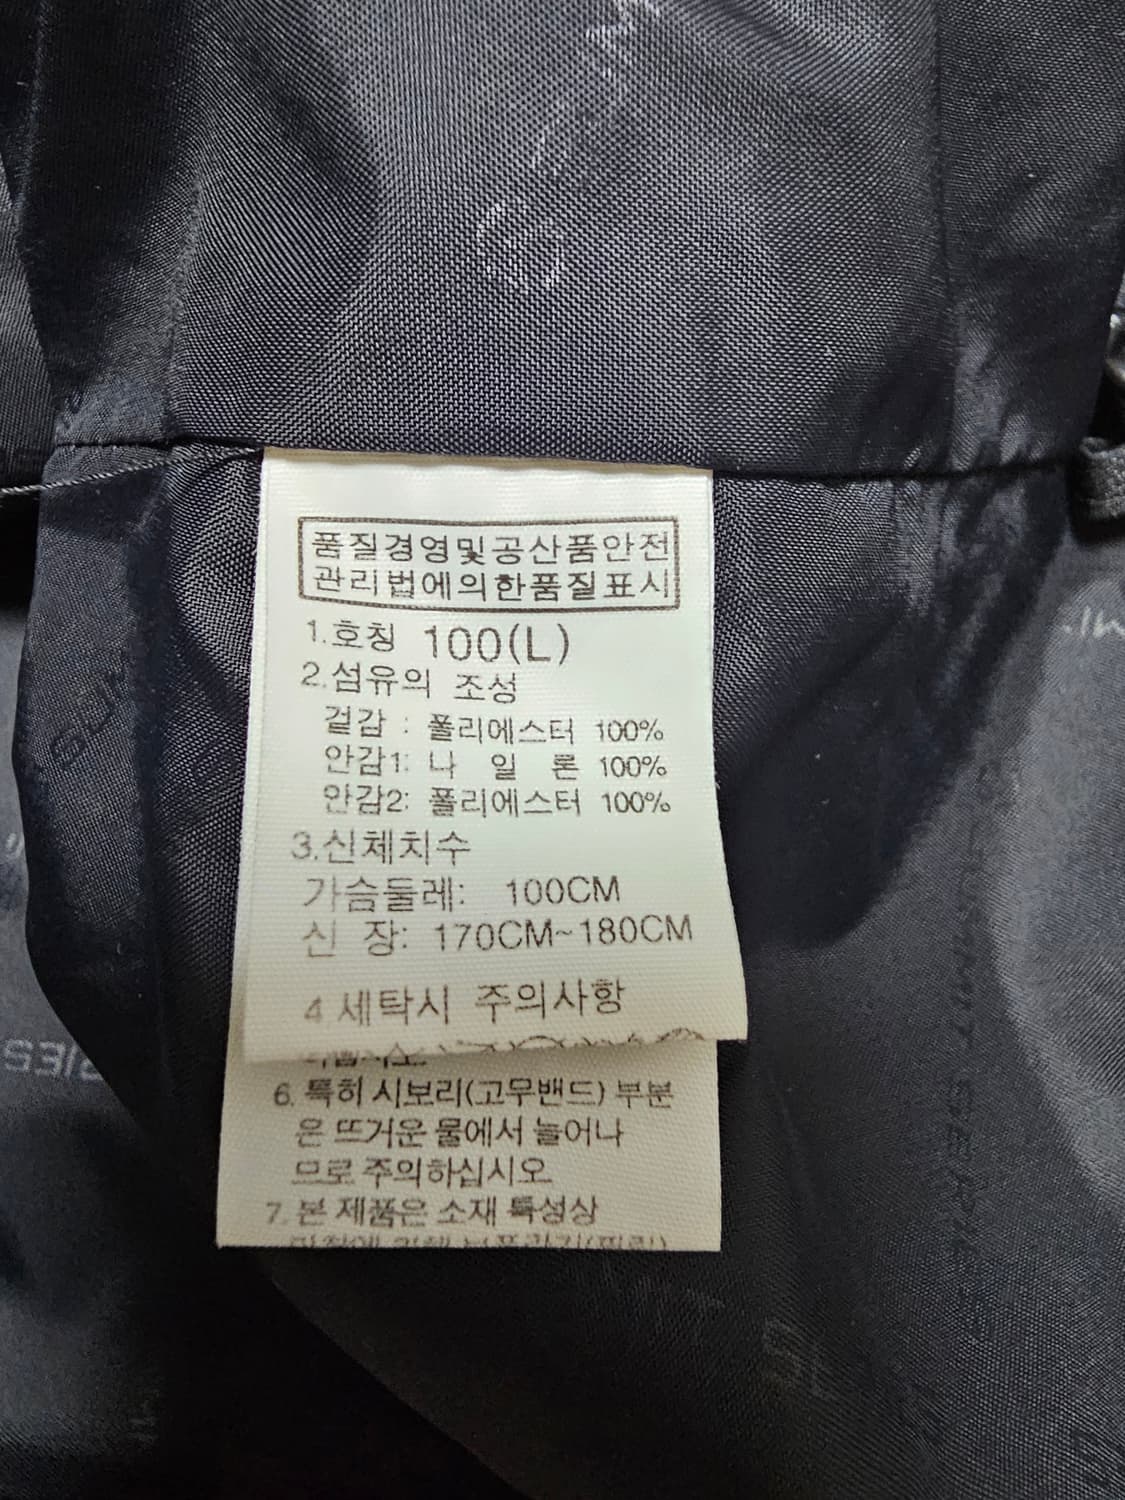 품질경영및공산품안전
관리법에의한품질표시
1.호칭 100(L)
2.섬유의 조성
겉감 : 폴리에스터 100%
안감1: 나 일 론 100%
안감2: 폴리에스터 100%
3.신체치수
가슴둘레: 100CM
신 장: 170CM~180CM
4 세탁시 주의사항
6. 특히 시보리(고무밴드) 부분
은 뜨거운 물에서 늘어나
므로 주의하십시오
7. 본 제품은 소재 특성상